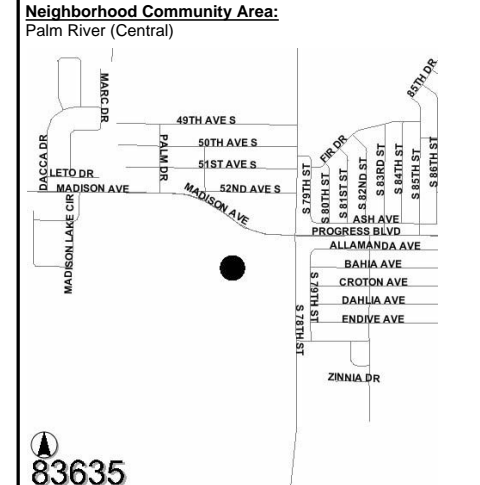 Neighborhood Community Area:
Palm River (Central)
MARC DR
85TH DR
49TH AVE S
FIR DR
DACCA DR
PALM DR
50TH AVE S
51ST AVE S
LETO DR
MADISON AVE
MADISON AVE
52ND AVE S
S 79TH ST
S 80TH ST
S 81ST ST
S 82ND ST
S 83RD ST
S 84TH ST
S 85TH ST
S 86TH ST
MADISON LAKE CIR
ASH AVE
PROGRESS BLVD
ALLAMANDA AVE
BAHIA AVE
CROTON AVE
DAHLIA AVE
ENDIVE AVE
S 79TH ST
S 78TH ST
ZINNIA DR
83635